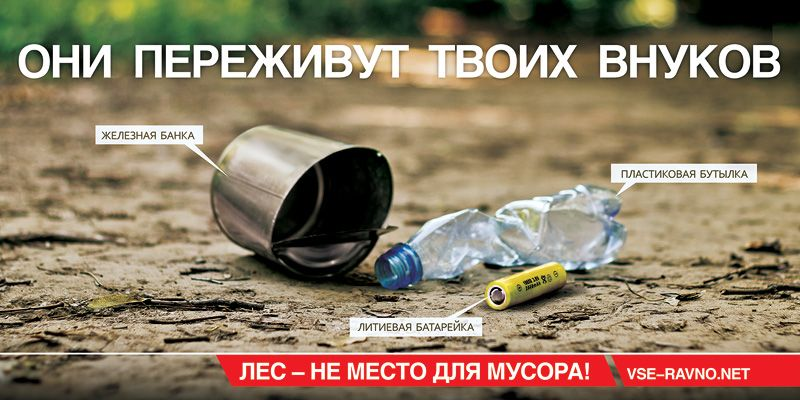 ОНИ ПЕРЕЖИВУТ ТВОИХ ВНУКОВ
ЖЕЛЕЗНАЯ БАНКА
ПЛАСТИКОВАЯ БУТЫЛКА
ЛИТИЕВАЯ БАТАРЕЙКА
ЛЕС – НЕ МЕСТО ДЛЯ МУСОРА!
VSE-RAVNO.NET